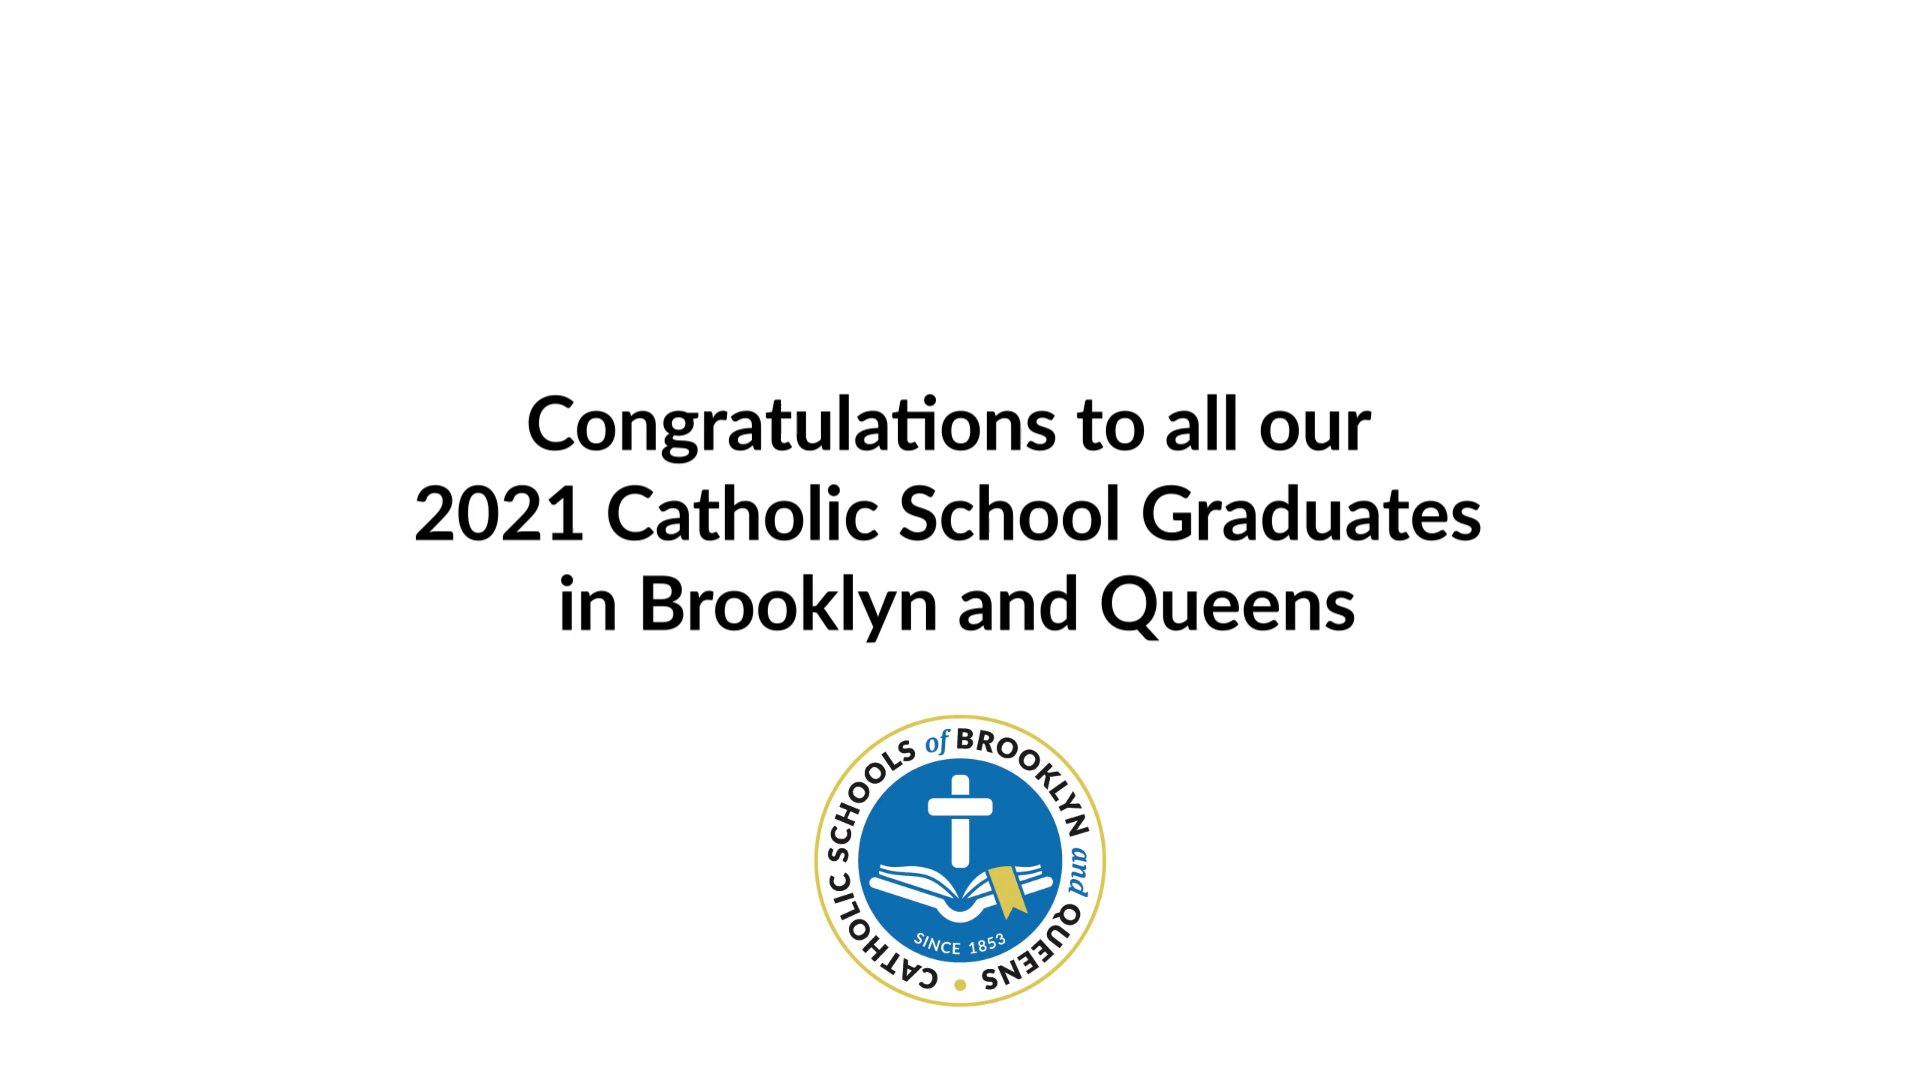 Congratulations to all our
2021 Catholic School Graduates
in Brooklyn and Queens
CATHOLIC SCHOOLS of BROOKLYN and QUEENS
SINCE 1853